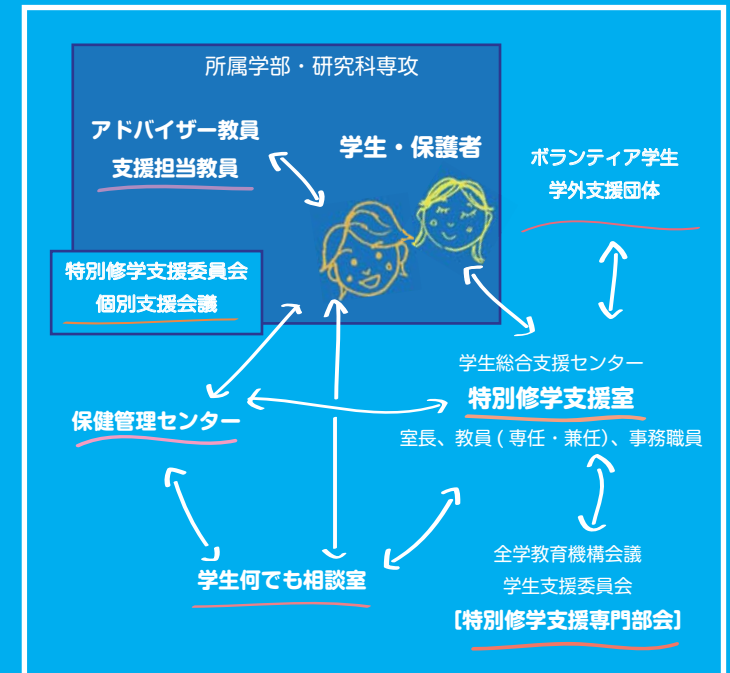 所属学部・研究科専攻
アドバイザー教員
支援担当教員
学生・保護者
ボランティア学生
学外支援団体
特別修学支援委員会
個別支援会議
学生総合支援センター
特別修学支援室
室長、教員 ( 専任・兼任)、事務職員
保健管理センター
学生何でも相談室
全学教育機構会議
学生支援委員会
[特別修学支援専門部会]